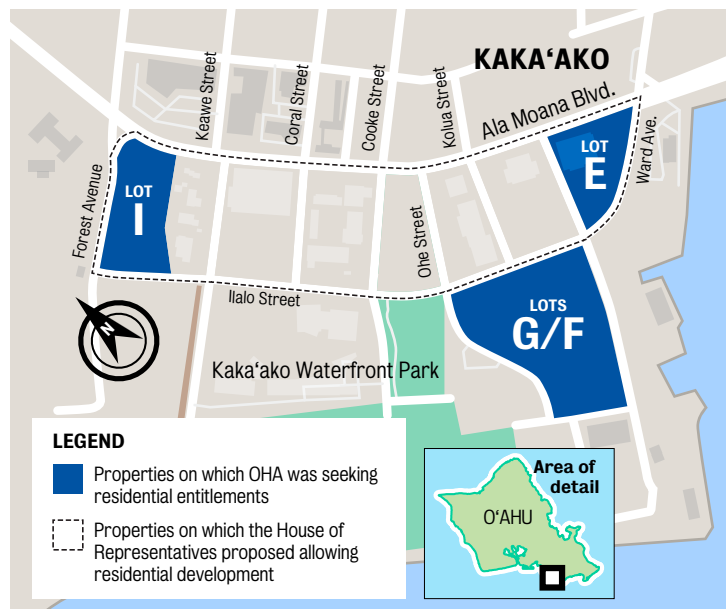 KAKA‘AKO
Ala Moana Blvd.
Keawe Street
Coral Street
Cooke Street
Kolua Street
Ward Ave.
Forest Avenue
LOT
I
LOT
E
Ohe Street
Ilalo Street
LOTS
G/F
N
Kaka‘ako Waterfront Park
LEGEND
Properties on which OHA was seeking
residential entitlements
Properties on which the House of
Representatives proposed allowing
residential development
Area of
detail
O‘AHU